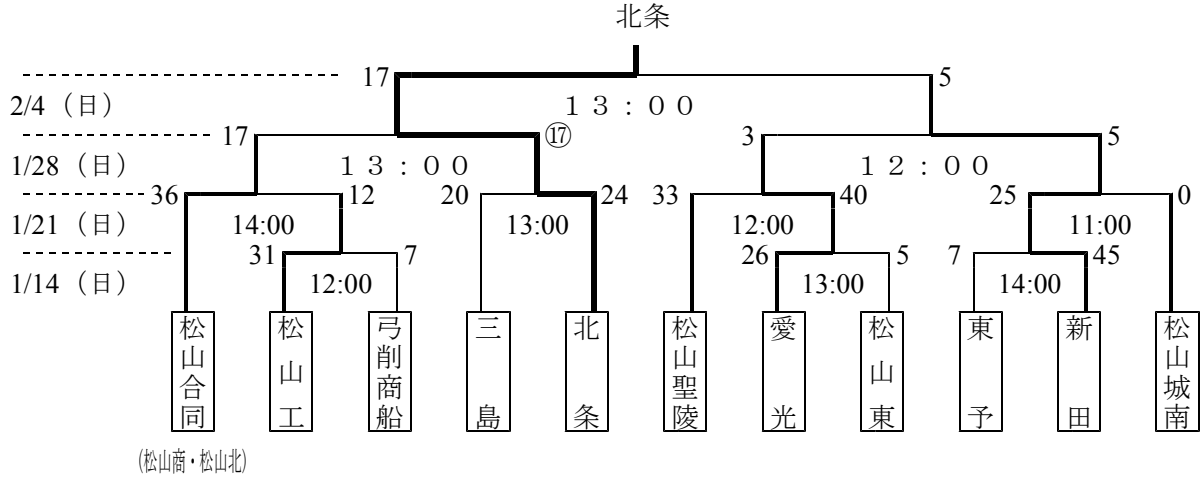 北条
17 5
2/4（日） １３：００
17 ⑰ 3 5
1/28（日） １３：００ １２：００
36 12 20 24 33 40 25 0
1/21（日） 14:00 13:00 12:00 11:00
31 7 26 5 7 45
1/14（日） 12:00 13:00 14:00
松山合同 松山工 弓削商船 三島 北条 松山聖陵 愛光 松山東 東予 新田 松山城南
(松山商・松山北)